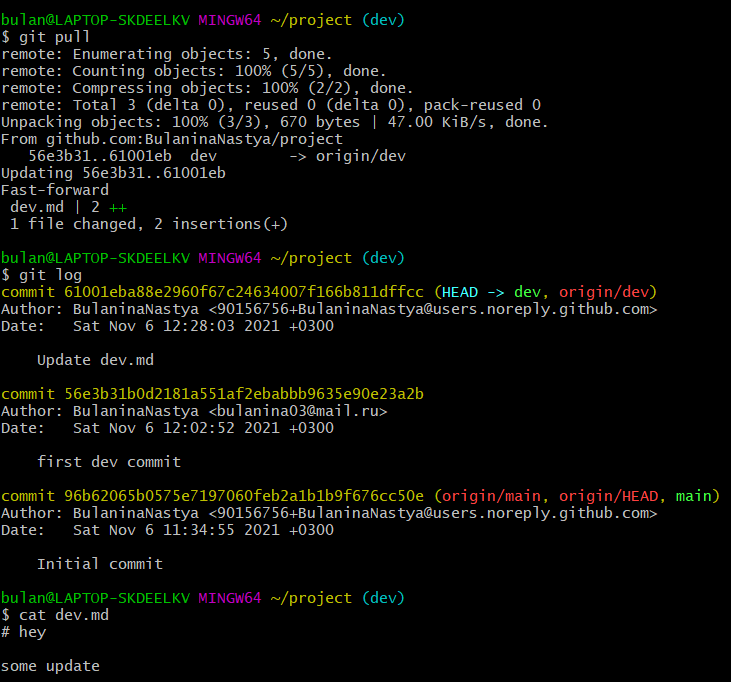 bulan@LAPTOP-SKDEELKV MINGW64 ~/project (dev)
$ git pull
remote: Enumerating objects: 5, done.
remote: Counting objects: 100% (5/5), done.
remote: Compressing objects: 100% (2/2), done.
remote: Total 3 (delta 0), reused 0 (delta 0), pack-reused 0
Unpacking objects: 100% (3/3), 670 bytes | 47.00 KiB/s, done.
From github.com:BulaninaNastya/project
   56e3b31..61001eb  dev        -> origin/dev
Updating 56e3b31..61001eb
Fast-forward
 dev.md | 2 ++
 1 file changed, 2 insertions(+)

bulan@LAPTOP-SKDEELKV MINGW64 ~/project (dev)
$ git log
commit 61001eba88e2960f67c24634007f166b811dffcc (HEAD -> dev, origin/dev)
Author: BulaninaNastya <90156756+BulaninaNastya@users.noreply.github.com>
Date:   Sat Nov 6 12:28:03 2021 +0300

    Update dev.md

commit 56e3b31b0d2181a551af2ebabbb9635e90e23a2b
Author: BulaninaNastya <bulanina03@mail.ru>
Date:   Sat Nov 6 12:02:52 2021 +0300

    first dev commit

commit 96b62065b0575e7197060feb2a1b1b9f676cc50e (origin/main, origin/HEAD, main)
Author: BulaninaNastya <90156756+BulaninaNastya@users.noreply.github.com>
Date:   Sat Nov 6 11:34:55 2021 +0300

    Initial commit

bulan@LAPTOP-SKDEELKV MINGW64 ~/project (dev)
$ cat dev.md
# hey

some update